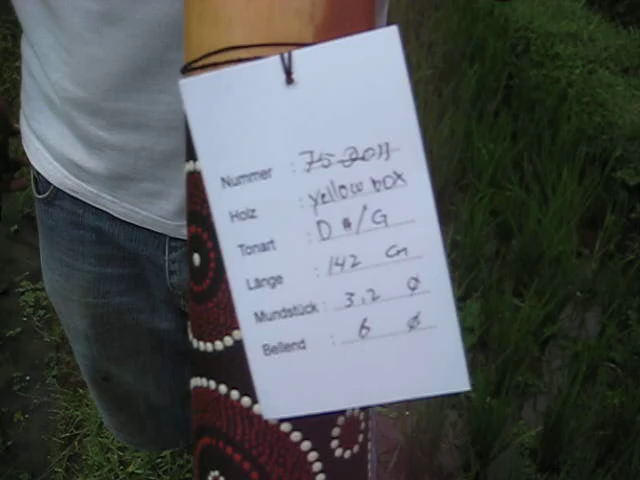 Nummer : 75-2011
Holz : yellow box
Tonart : D #/G
Länge : 142 cm
Mundstück : 3.2 Ø
Bellend : 6 Ø